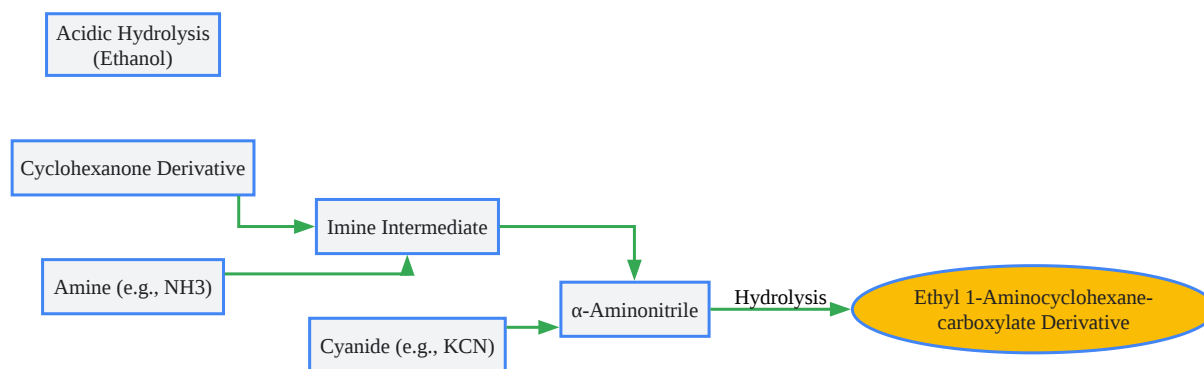 Acidic Hydrolysis
(Ethanol)
Cyclohexanone Derivative
Imine Intermediate
Amine (e.g., NH3)
α-Aminonitrile
Hydrolysis
Ethyl 1-Aminocyclohexane-
carboxylate Derivative
Cyanide (e.g., KCN)